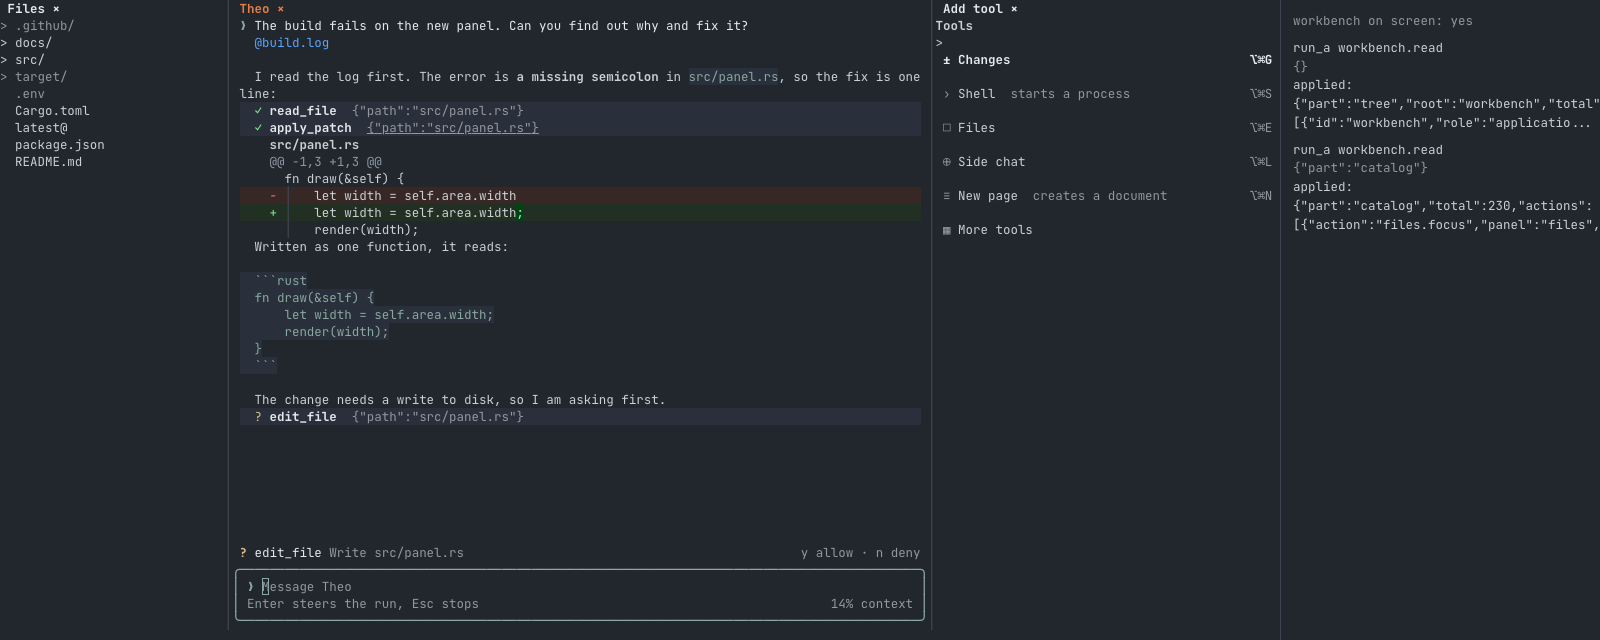 Files ×
> .github/
> docs/
> src/
> target/
.env
Cargo.toml
latest@
package.json
README.md
Theo ×
❯ The build fails on the new panel. Can you find out why and fix it?
@build.log
I read the log first. The error is a missing semicolon in src/panel.rs, so the fix is one
line:
✓ read_file {"path":"src/panel.rs"}
✓ apply_patch {"path":"src/panel.rs"}
src/panel.rs
@@ -1,3 +1,3 @@
fn draw(&self) {
- let width = self.area.width
+ let width = self.area.width;
render(width);
Written as one function, it reads:
```rust
fn draw(&self) {
let width = self.area.width;
render(width);
}
```
The change needs a write to disk, so I am asking first.
? edit_file {"path":"src/panel.rs"}
? edit_file Write src/panel.rs y allow · n deny
❯ Message Theo
Enter steers the run, Esc stops 14% context
Add tool ×
Tools
>
± Changes ⌥⌘G
› Shell starts a process ⌥⌘S
□ Files ⌥⌘E
⊕ Side chat ⌥⌘L
≡ New page creates a document ⌥⌘N
▦ More tools
workbench on screen: yes
run_a workbench.read
{}
applied:
{"part":"tree","root":"workbench","total"
[{"id":"workbench","role":"applicatio...
run_a workbench.read
{"part":"catalog"}
applied:
{"part":"catalog","total":230,"actions":
[{"action":"files.focus","panel":"files",